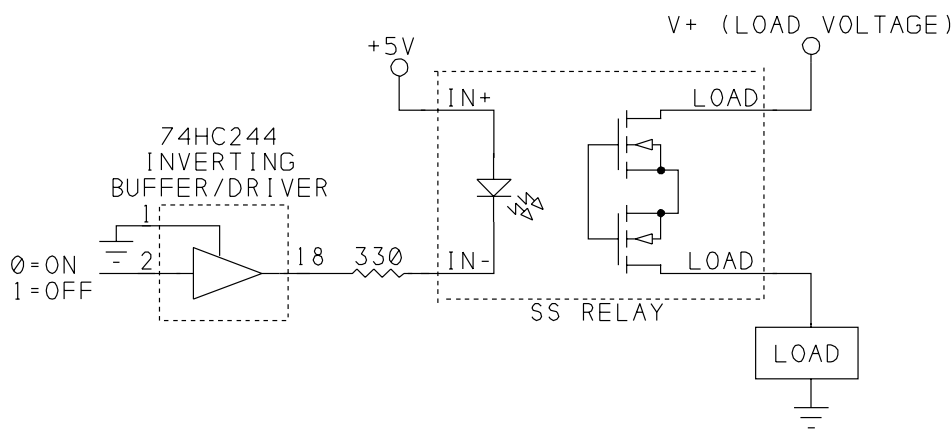 V+ (LOAD VOLTAGE)
+5V
IN+
LOAD
74HC244
INVERTING
BUFFER/DRIVER
1
2
18
330
IN-
LOAD
0=ON
1=OFF
SS RELAY
LOAD